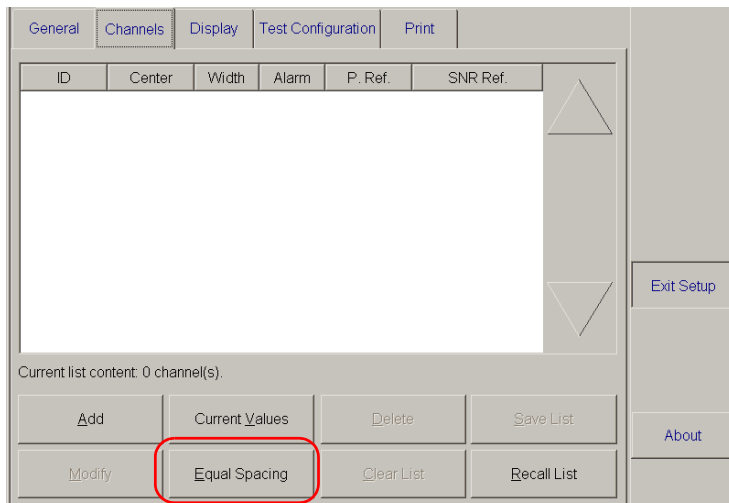 General Channels Display Test Configuration Print
ID Center Width Alarm P. Ref. SNR Ref.
Exit Setup
Current list content: 0 channel(s).
Add Current Values Delete Save List
About
Modify Equal Spacing Clear List Recall List